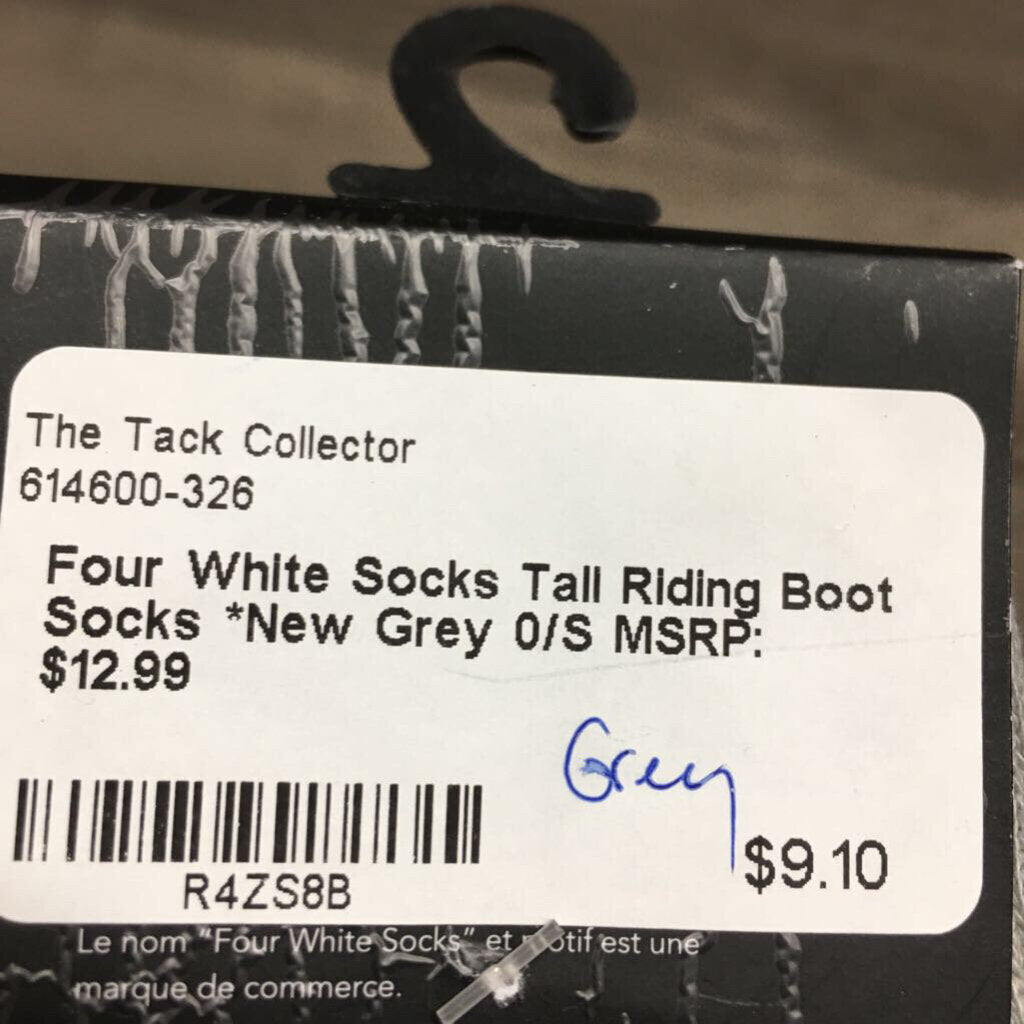 The Tack Collector
614600-326
Four White Socks Tall Riding Boot
Socks *New Grey 0/S MSRP:
$12.99
Grey
$9.10
R4ZS8B
Le nom "Four White Socks" et motif est une
marque de commerce.